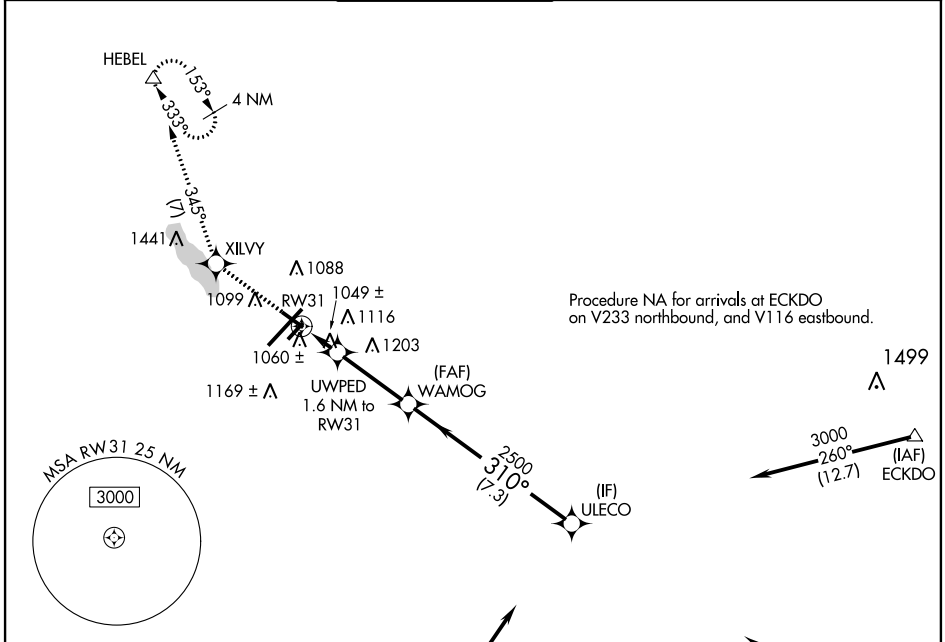 HEBEL
153°
4 NM
333°
345°
(7)
1441
XILVY
1088
1099
RW31
1049 ±
1116
1060 ±
1203
Procedure NA for arrivals at ECKDO
on V233 northbound, and V116 eastbound.
1499
(FAF)
WAMOG
UWPED
1.6 NM to
RW31
1169 ±
3000
260°
(12.7)
(IAF)
ECKDO
2500
310°
(7.3)
(IF)
ULECO
MSA RW31 25 NM
3000